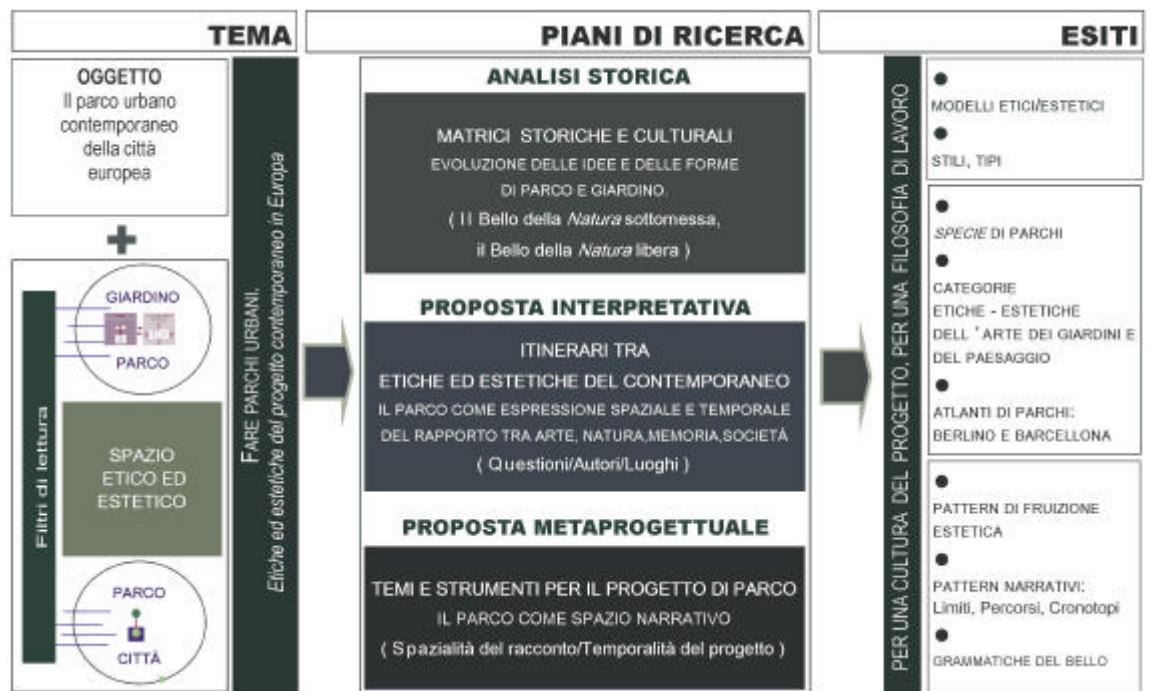 TEMA
OGGETTO
Il parco urbano
contemporaneo
della città
europea
+
Filtri di lettura
GIARDINO
PARCO
SPAZIO
ETICO ED
ESTETICO
PARCO
CITTÀ
FARE PARCHI URBANI.
Etiche ed estetiche del progetto contemporaneo in Europa
PIANI DI RICERCA
ANALISI STORICA
MATRICI STORICHE E CULTURALI
EVOLUZIONE DELLE IDEE E DELLE FORME
DI PARCO E GIARDINO.
( Il Bello della Natura sottomessa,
il Bello della Natura libera )
PROPOSTA INTERPRETATIVA
ITINERARI TRA
ETICHE ED ESTETICHE DEL CONTEMPORANEO
IL PARCO COME ESPRESSIONE SPAZIALE E TEMPORALE
DEL RAPPORTO TRA ARTE, NATURA,MEMORIA,SOCIETÁ
( Questioni/Autori/Luoghi )
PROPOSTA METAPROGETTUALE
TEMI E STRUMENTI PER IL PROGETTO DI PARCO
IL PARCO COME SPAZIO NARRATIVO
( Spazialità del racconto/Temporalità del progetto )
ESITI
PER UNA CULTURA DEL PROGETTO, PER UNA FILOSOFIA DI LAVORO
● MODELLI ETICI/ESTETICI
● STILI, TIPI
● SPECIE DI PARCHI
● CATEGORIE
ETICHE - ESTETICHE
DELL 'ARTE DEI GIARDINI E
DEL PAESAGGIO
● ATLANTI DI PARCHI:
BERLINO E BARCELLONA
● PATTERN DI FRUIZIONE
ESTETICA
● PATTERN NARRATIVI:
Limiti, Percorsi, Cronotopi
● GRAMMATICHE DEL BELLO